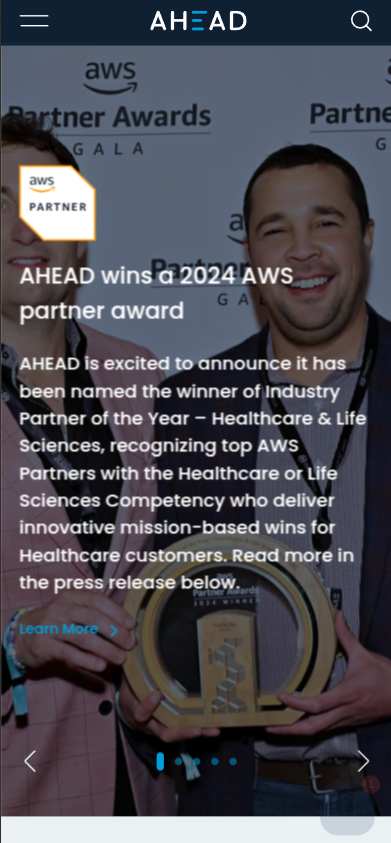 AHEAD
aws
Partner Awards
GALA
Partne
G
aws
PARTNER
a
Partner
GAL
AHEAD wins a 2024 AWS
partner award
AHEAD is excited to announce it has
been named the winner of Industry
Partner of the Year – Healthcare & Life
Sciences, recognizing top AWS
Partners with the Healthcare or Life
Sciences Competency who deliver
innovative mission-based wins for
Healthcare customers. Read more in
the press release below.
Partner Awards
2024 WINNER
Learn More